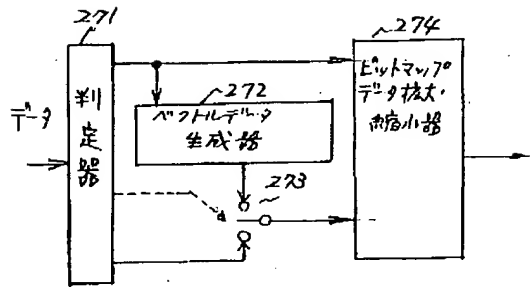 271
274
データ
判定器
272
ベクトルデータ
生成器
273
ビットマップ
データ拡大・
縮小器